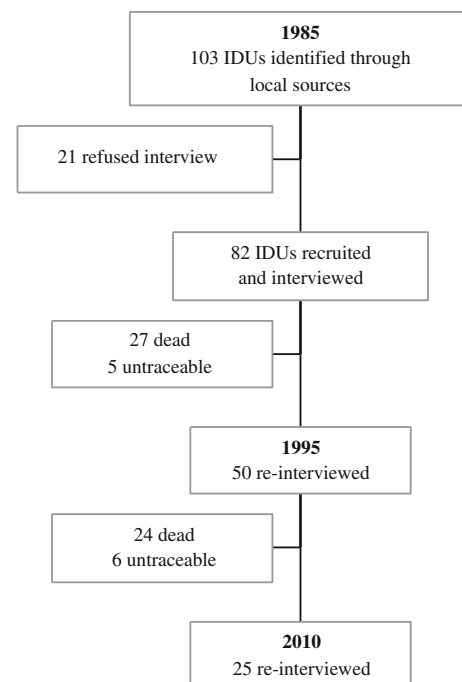 1985
103 IDUs identified through
local sources
21 refused interview
82 IDUs recruited
and interviewed
27 dead
5 untraceable
1995
50 re-interviewed
24 dead
6 untraceable
2010
25 re-interviewed